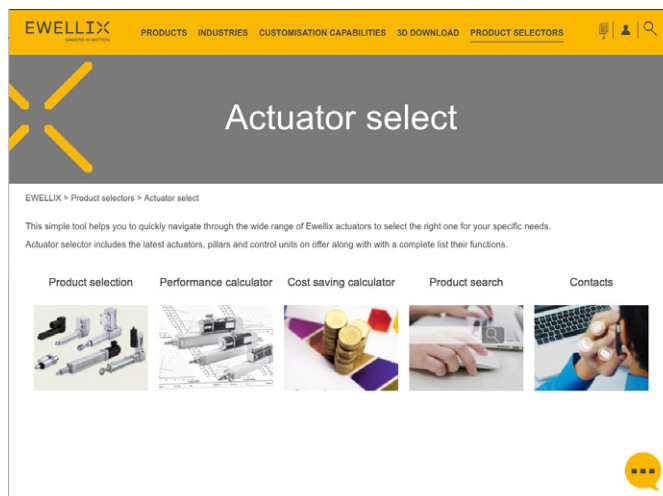 EWELLIX
MAKERS IN MOTION
PRODUCTS INDUSTRIES CUSTOMISATION CAPABILITIES 3D DOWNLOAD PRODUCT SELECTORS
Actuator select
EWELLIX > Product selectors > Actuator select
This simple tool helps you to quickly navigate through the wide range of Ewellix actuators to select the right one for your specific needs.
Actuator selector includes the latest actuators, pillars and control units on offer along with with a complete list their functions.
Product selection Performance calculator Cost saving calculator Product search Contacts